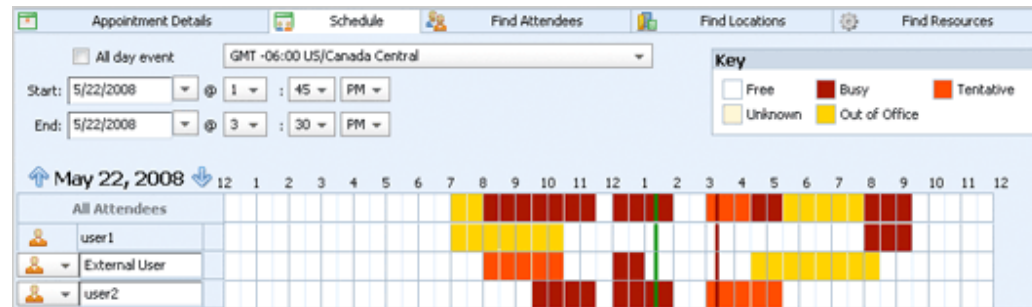 Appointment Details Schedule Find Attendees Find Locations Find Resources
All day event GMT -06:00 US/Canada Central
Key
Start: 5/22/2008 @ 1 : 45 PM
Free Busy Tentative
Unknown Out of Office
End: 5/22/2008 @ 3 : 30 PM
May 22, 2008 12 1 2 3 4 5 6 7 8 9 10 11 12 1 2 3 4 5 6 7 8 9 10 11 12
All Attendees
user1
External User
user2